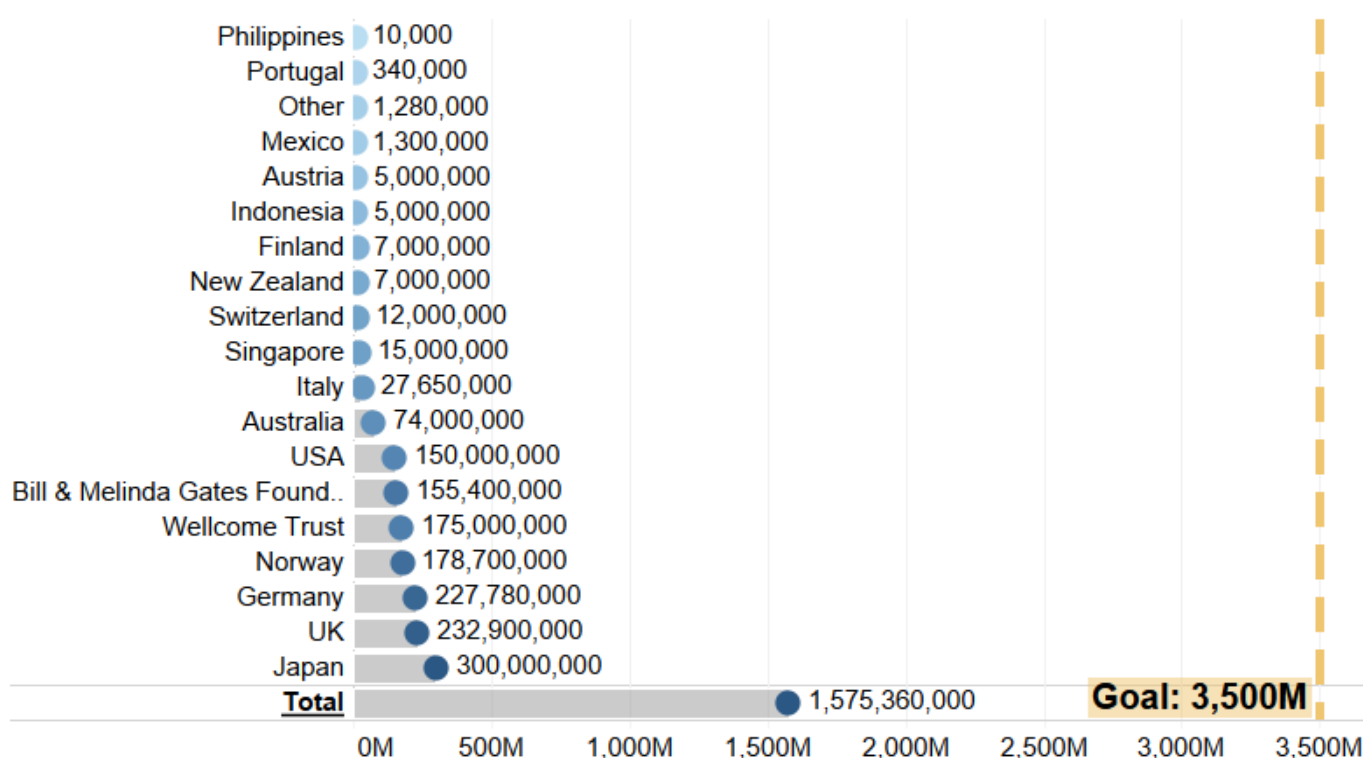 Philippines 10,000
Portugal 340,000
Other 1,280,000
Mexico 1,300,000
Austria 5,000,000
Indonesia 5,000,000
Finland 7,000,000
New Zealand 7,000,000
Switzerland 12,000,000
Singapore 15,000,000
Italy 27,650,000
Australia 74,000,000
USA 150,000,000
Bill & Melinda Gates Found.. 155,400,000
Wellcome Trust 175,000,000
Norway 178,700,000
Germany 227,780,000
UK 232,900,000
Japan 300,000,000
Total 1,575,360,000 Goal: 3,500M
0M 500M 1,000M 1,500M 2,000M 2,500M 3,000M 3,500M